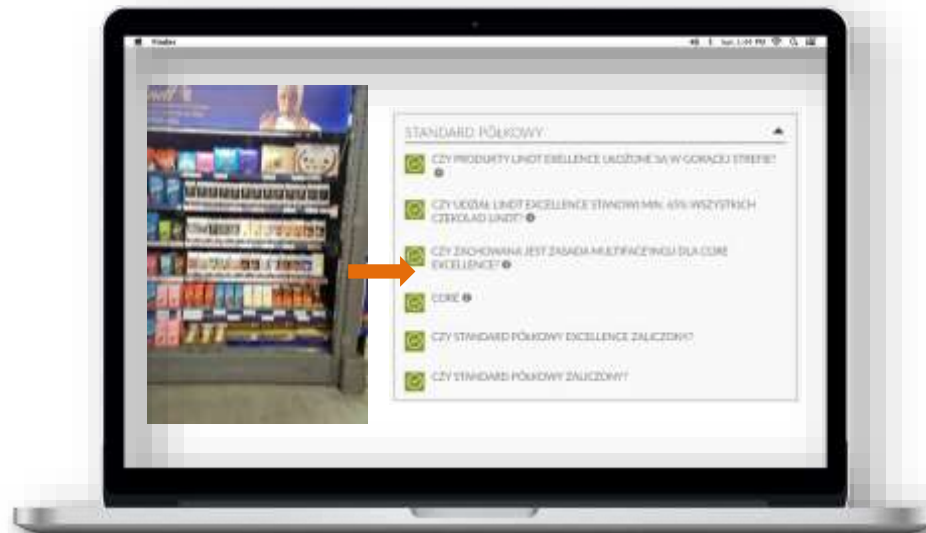 Finder
STANDARD PÓŁKOWY
CZY PRODUKTY LINDT EXELLENCE UŁOŻONE SĄ W GORĄCEJ STREFIE?
CZY UDZIAŁ LINDT EXCELLENCE STANOWI MIN. 65% WSZYSTKICH
CZEKOLAD LINDT?
CZY ZACHOWANA JEST ZASADA MULTIFACE'INGU DLA CORE
EXCELLENCE?
CORE
CZY STANDARD PÓŁKOWY EXCELLENCE ZALICZONY?
CZY STANDARD PÓŁKOWY ZALICZONY?